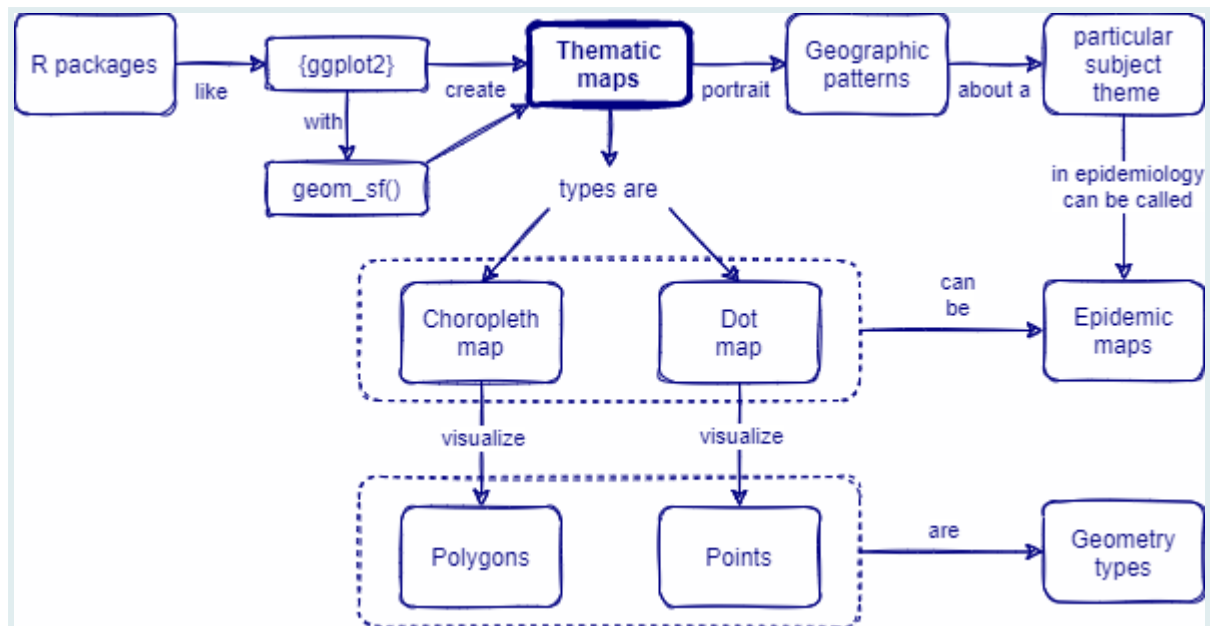 R packages
like
{ggplot2}
create
with
geom_sf()
Thematic
maps
portrait
Geographic
patterns
about a
particular
subject
theme
types are
in epidemiology
can be called
Choropleth
map
Dot
map
can
be
Epidemic
maps
visualize
visualize
Polygons
Points
are
Geometry
types